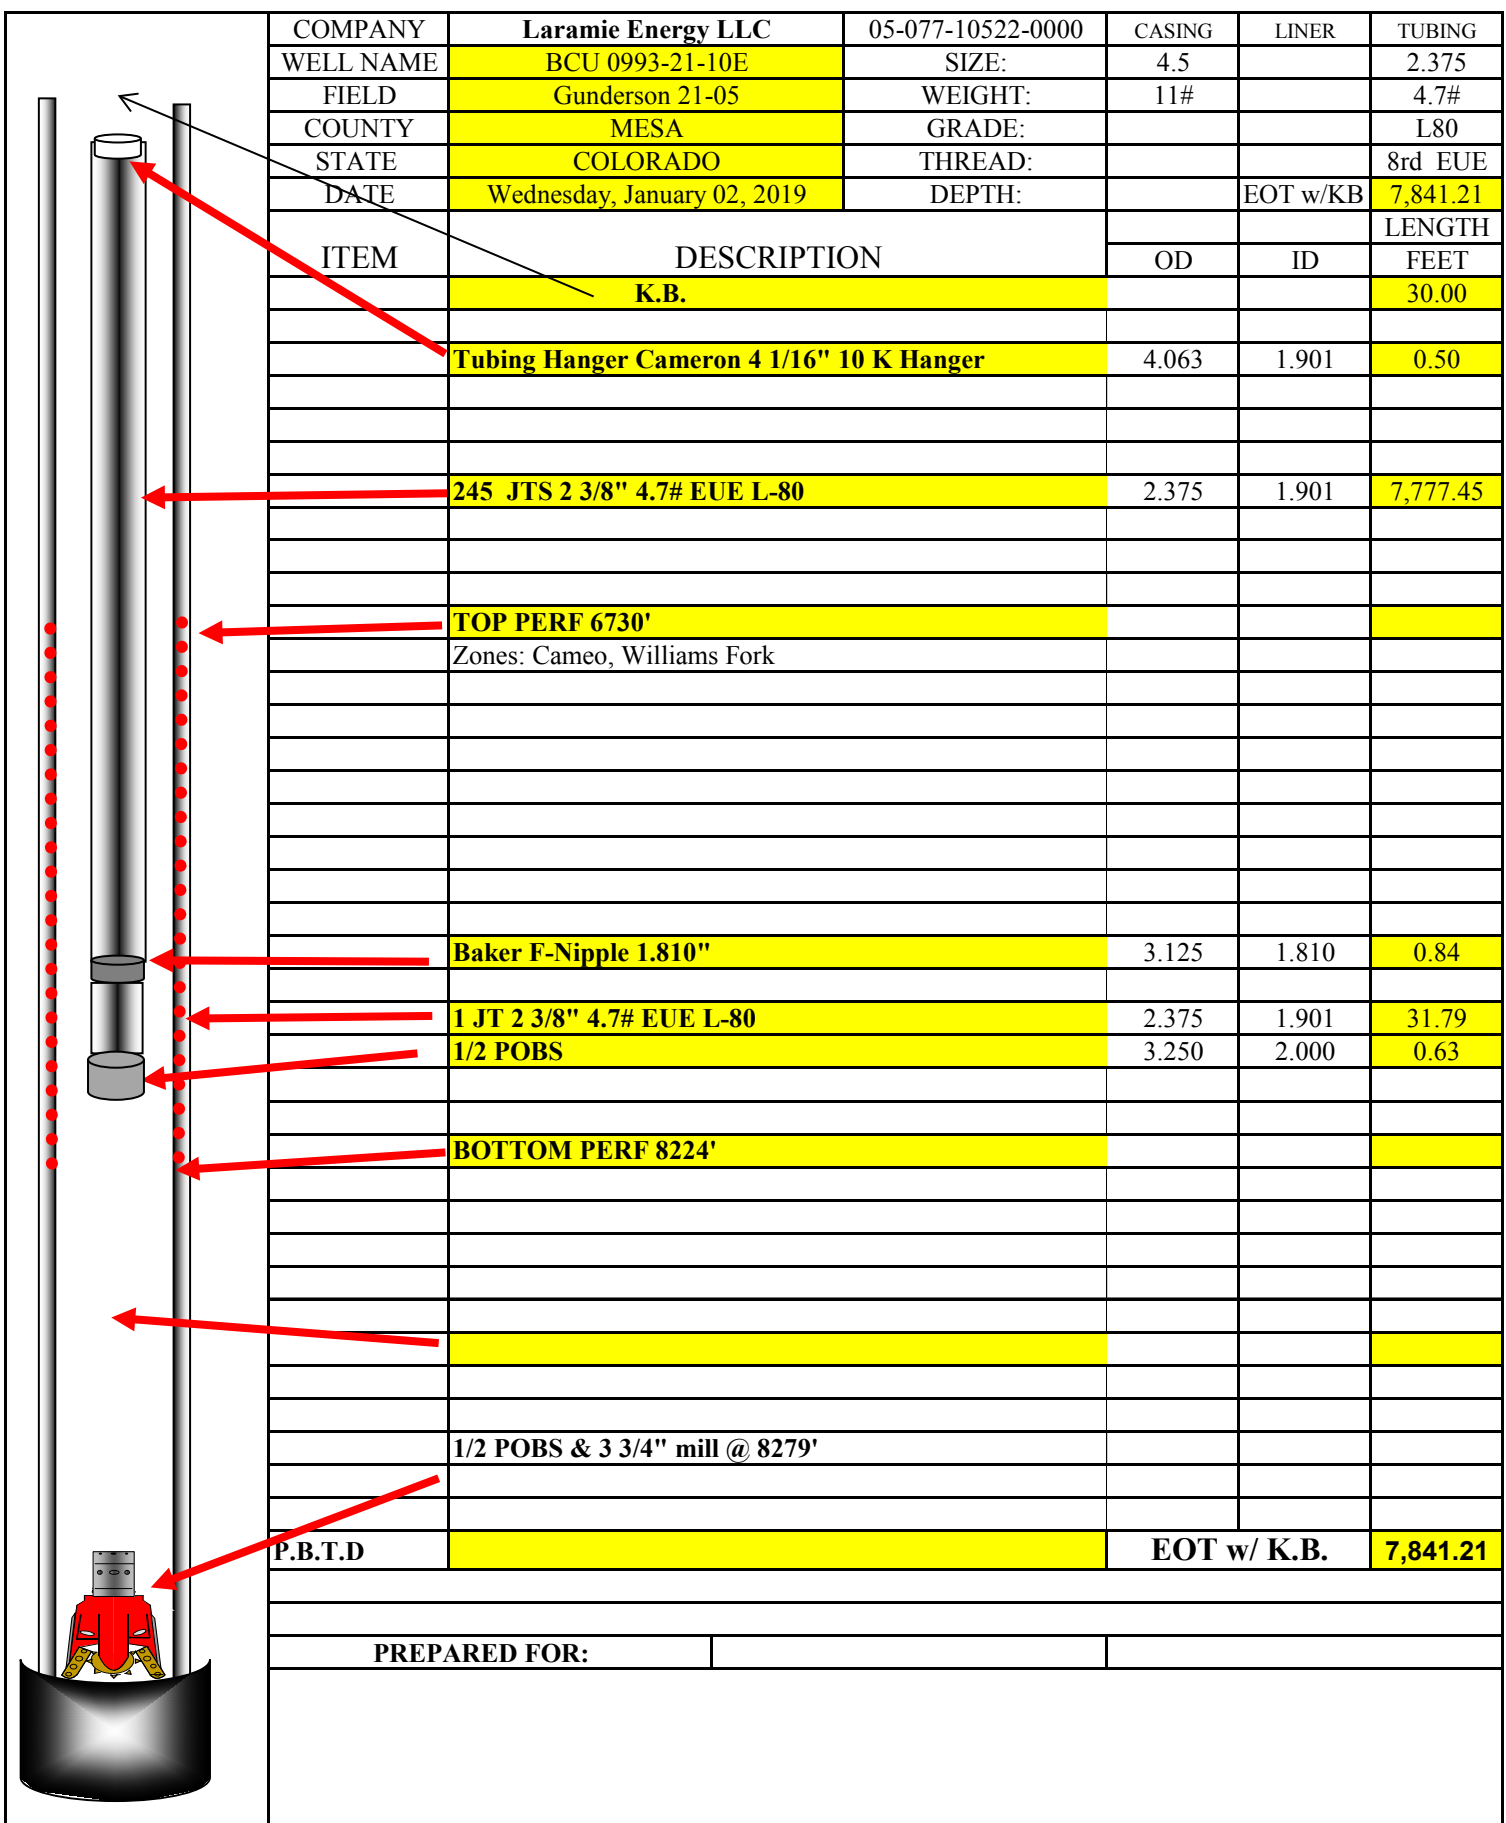 COMPANY Laramie Energy LLC 05-077-10522-0000 CASING LINER TUBING
WELL NAME BCU 0993-21-10E SIZE: 4.5 2.375
FIELD Gunderson 21-05 WEIGHT: 11# 4.7#
COUNTY MESA GRADE: L80
STATE COLORADO THREAD: 8rd EUE
DATE Wednesday, January 02, 2019 DEPTH: EOT w/KB 7,841.21
LENGTH
ITEM DESCRIPTION OD ID FEET
K.B. 30.00
Tubing Hanger Cameron 4 1/16" 10 K Hanger 4.063 1.901 0.50
245 JTS 2 3/8" 4.7# EUE L-80 2.375 1.901 7,777.45
TOP PERF 6730'
Zones: Cameo, Williams Fork
Baker F-Nipple 1.810" 3.125 1.810 0.84
1 JT 2 3/8" 4.7# EUE L-80 2.375 1.901 31.79
1/2 POBS 3.250 2.000 0.63
BOTTOM PERF 8224'
1/2 POBS & 3 3/4" mill @ 8279'
P.B.T.D EOT w/ K.B. 7,841.21
PREPARED FOR: